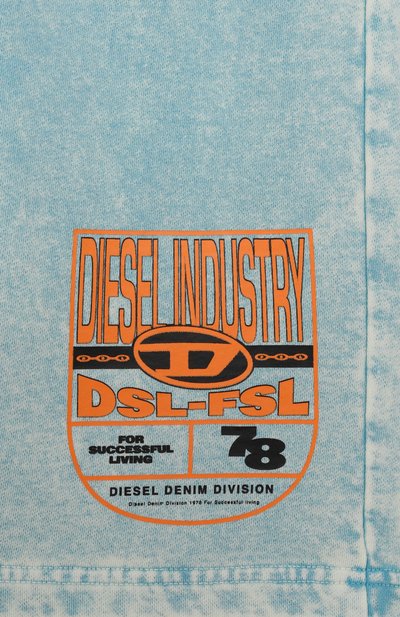 DIESEL INDUSTRY
D
DSL-FSL
FOR
SUCCESSFUL
LIVING
78
DIESEL DENIM DIVISION
Diesel Denim Division 1978 For Successful living